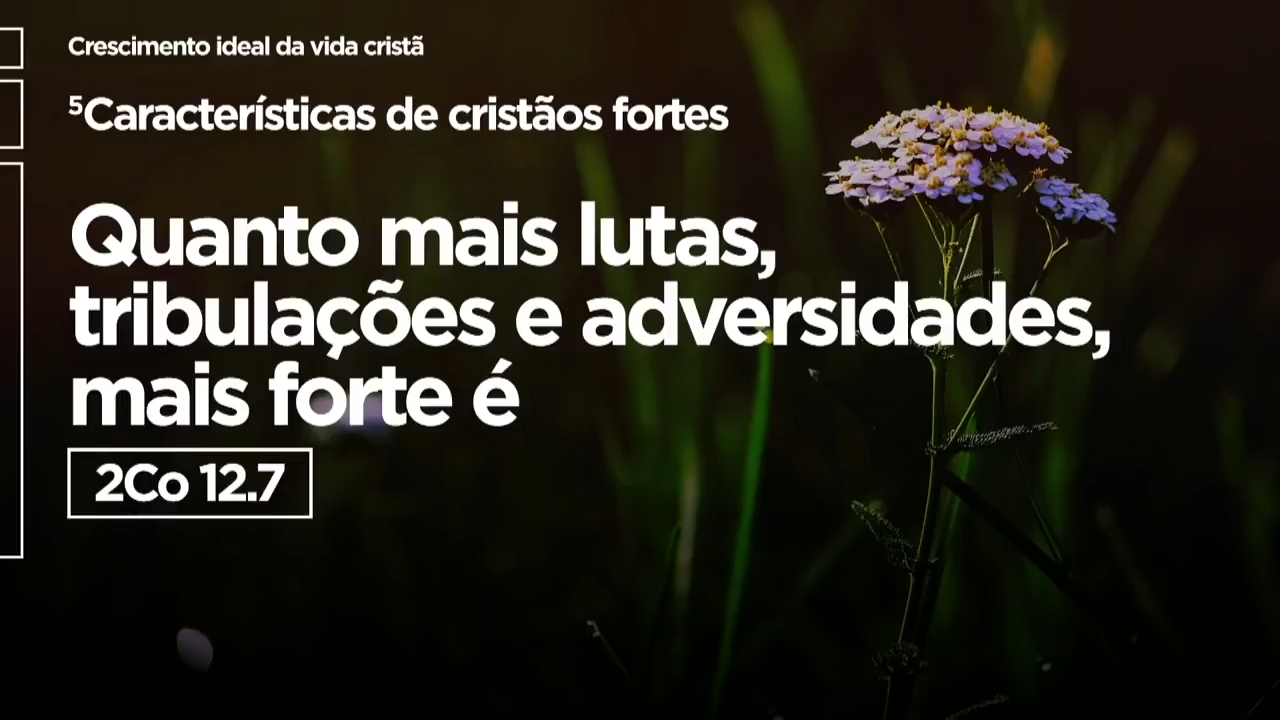 Crescimento ideal da vida cristã
⁵Características de cristãos fortes
Quanto mais lutas,
tribulações e adversidades,
mais forte é
2Co 12.7